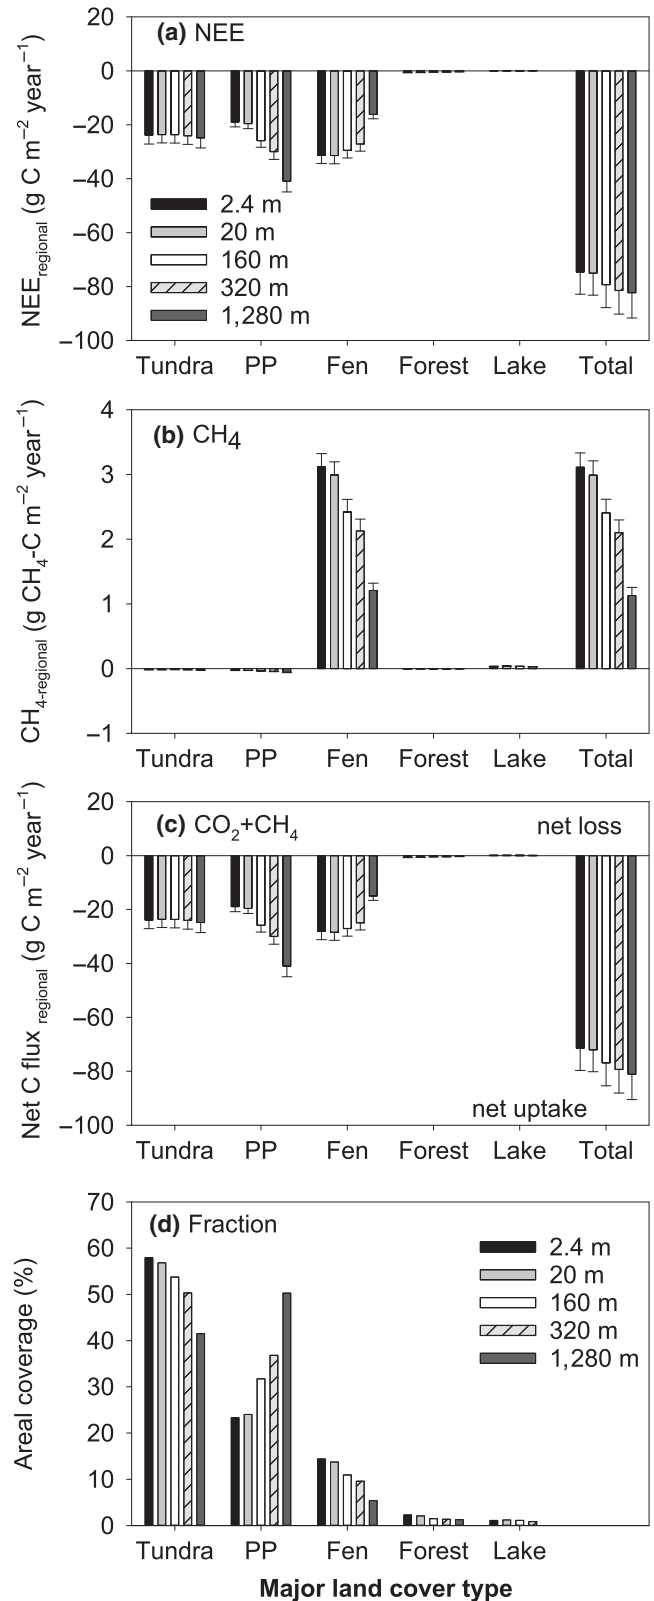 (a) NEE
20
0
−20
−40
−60
−80
−100
NEEregional (g C m−2 year−1)
2.4 m
20 m
160 m
320 m
1,280 m
Tundra PP Fen Forest Lake Total
(b) CH4
4
3
2
1
0
−1
CH4-regional (g CH4-C m−2 year−1)
Tundra PP Fen Forest Lake Total
(c) CO2+CH4
net loss
20
0
−20
−40
−60
−80
−100
Net C flux regional (g C m−2 year−1)
net uptake
Tundra PP Fen Forest Lake Total
(d) Fraction
70
60
50
40
30
20
10
0
Areal coverage (%)
2.4 m
20 m
160 m
320 m
1,280 m
Tundra PP Fen Forest Lake
Major land cover type